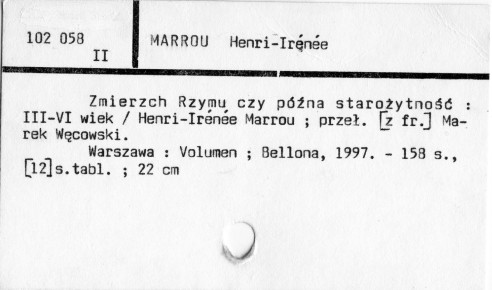 102 058
II
MARROU Henri-Irénée
Zmierzch Rzymu czy późna starożytność :
III-VI wiek / Henri-Irénée Marrou ; przeł. [z fr.] Ma-
rek Węcowski.
Warszawa : Volumen ; Bellona, 1997. - 158 s.,
[12]s.tabl. ; 22 cm